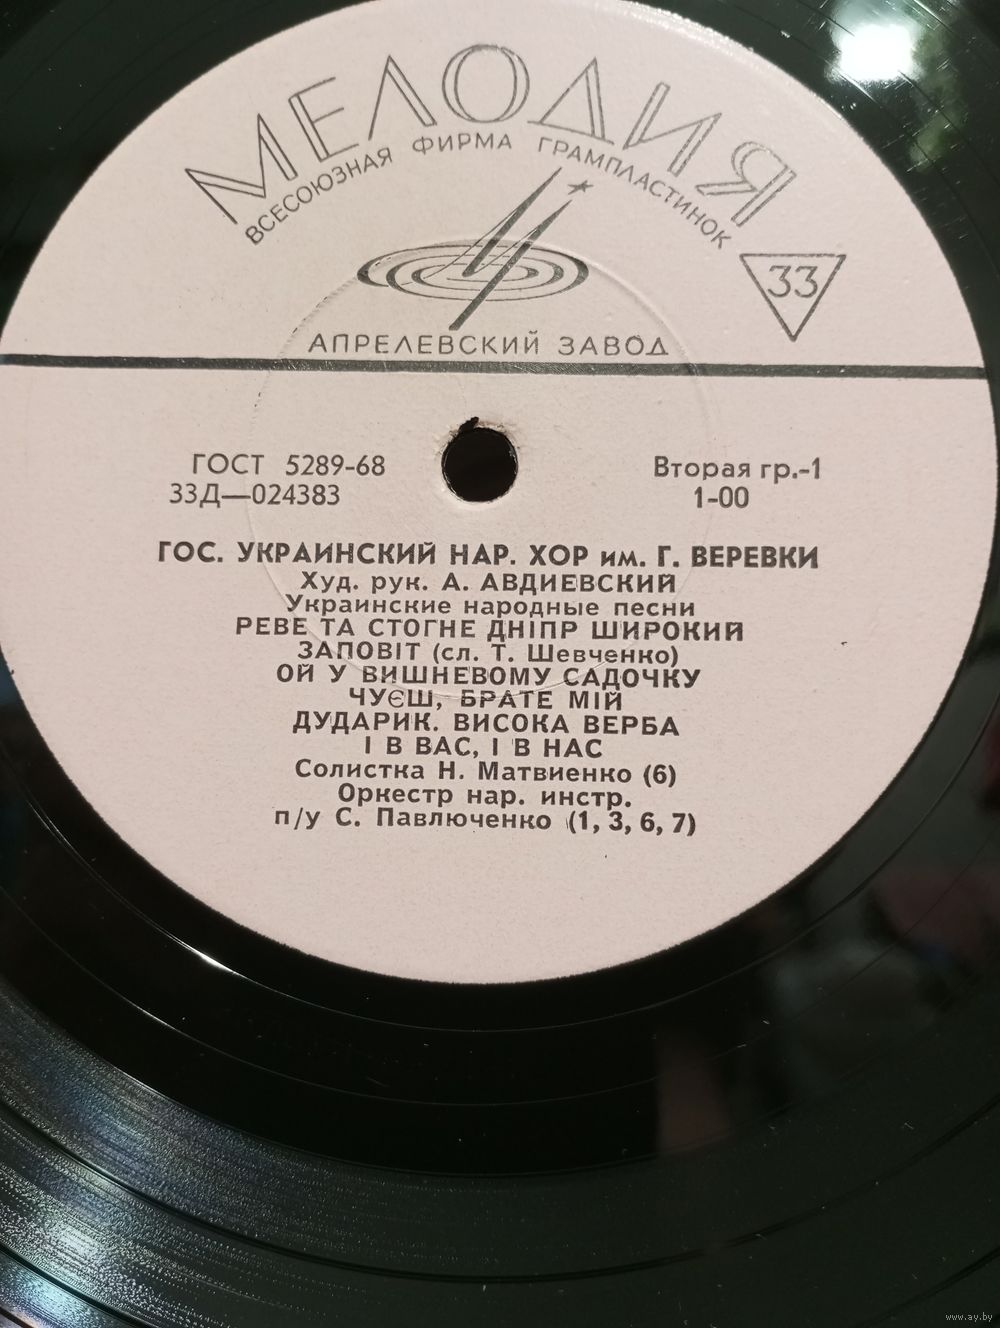 МЕЛОДИЯ
ВСЕСОЮЗНАЯ ФИРМА ГРАМПЛАСТИНОК
33
АПРЕЛЕВСКИЙ ЗАВОД
ГОСТ 5289-68
33Д—024383
Вторая гр.-1
1-00
ГОС. УКРАИНСКИЙ НАР. ХОР им. Г. ВЕРЕВКИ
Худ. рук. А. АВДИЕВСКИЙ
Украинские народные песни
РЕВЕ ТА СТОГНЕ ДНІПР ШИРОКИЙ
ЗАПОВІТ (сл. Т. Шевченко)
ОЙ У ВИШНЕВОМУ САДОЧКУ
ЧУЄШ, БРАТЕ МІЙ
ДУДАРИК. ВИСОКА ВЕРБА
І В ВАС, І В НАС
Солистка Н. Матвиенко (6)
Оркестр нар. инстр.
п/у С. Павлюченко (1, 3, 6, 7)
www.ay.by